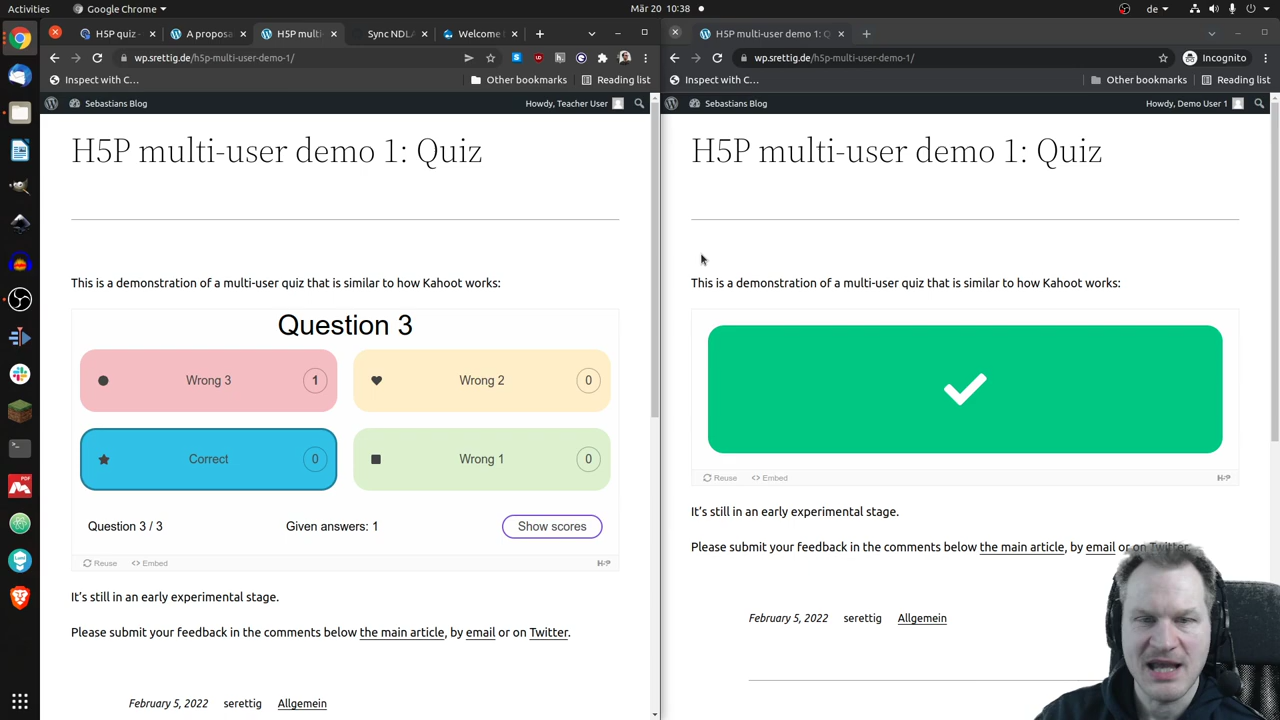 Activities
Google Chrome
Mär 20 10:38
de
H5P quiz -
A proposa
H5P multi
Sync NDLA
Welcome
H5P multi-user demo 1: Q
wp.srettig.de/h5p-multi-user-demo-1/
wp.srettig.de/h5p-multi-user-demo-1/
Incognito
Inspect with C…
Other bookmarks
Reading list
Inspect with C…
Other bookmarks
Reading list
Sebastians Blog
Howdy, Teacher User
Sebastians Blog
Howdy, Demo User 1
H5P multi-user demo 1: Quiz
This is a demonstration of a multi-user quiz that is similar to how Kahoot works:
Question 3
Wrong 3
1
Wrong 2
0
Correct
0
Wrong 1
0
Question 3 / 3
Given answers: 1
Show scores
Reuse
Embed
H-P
It's still in an early experimental stage.
Please submit your feedback in the comments below the main article, by email or on Twitter.
February 5, 2022
serettig
Allgemein
H5P multi-user demo 1: Quiz
This is a demonstration of a multi-user quiz that is similar to how Kahoot works:
Reuse
Embed
H-P
It's still in an early experimental stage.
Please submit your feedback in the comments below the main article, by email or on Twitter.
February 5, 2022
serettig
Allgemein